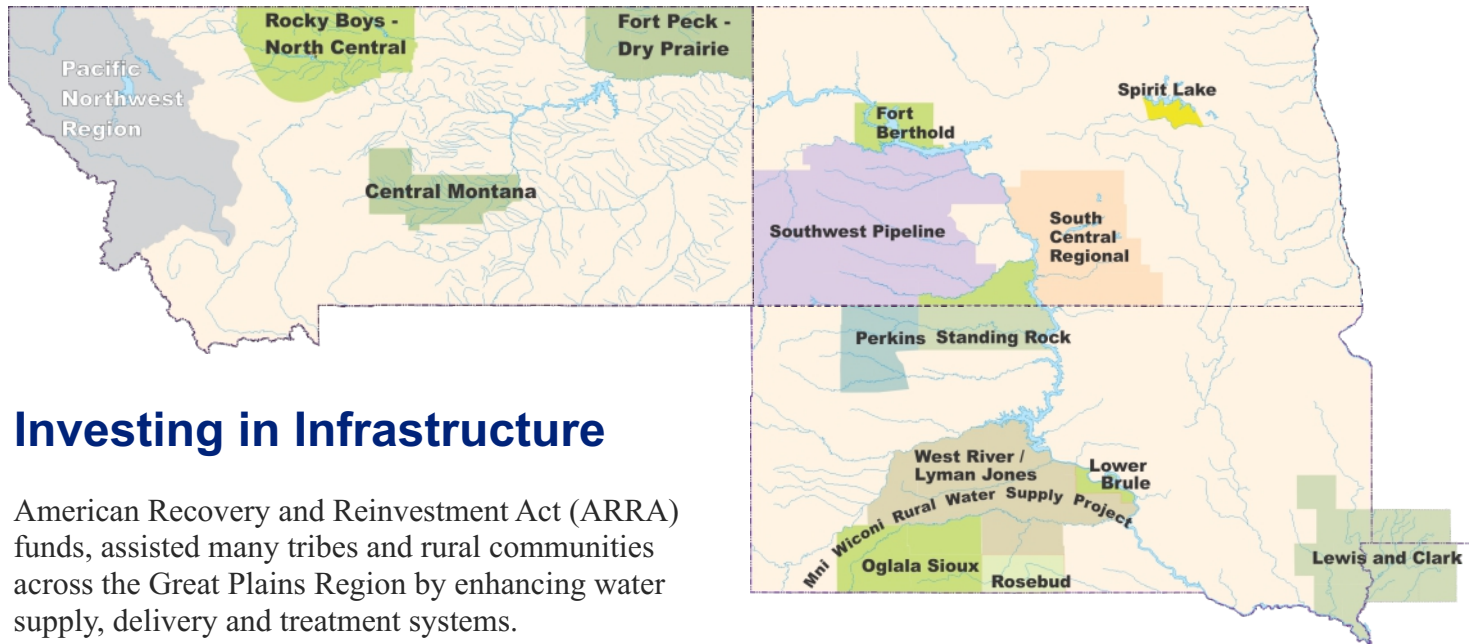 Rocky Boys -
North Central
Fort Peck -
Dry Prairie
Pacific
Northwest
Region
Central Montana
Fort
Berthold
Spirit Lake
Southwest Pipeline
South
Central
Regional
Perkins
Standing Rock
West River /
Lyman Jones
Lower
Brule
Mni Wiconi Rural Water Supply Project
Oglala Sioux
Rosebud
Lewis and Clark
Investing in Infrastructure
American Recovery and Reinvestment Act (ARRA)
funds, assisted many tribes and rural communities
across the Great Plains Region by enhancing water
supply, delivery and treatment systems.